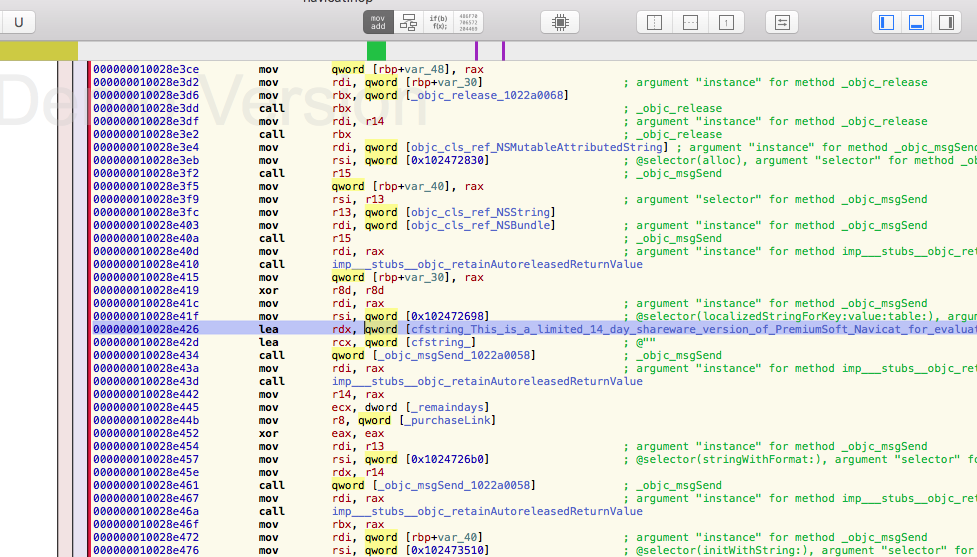 U
mov
add
if(b)
f(x);
Demo Version
000000010028e3ce mov qword [rbp+var_48], rax
000000010028e3d2 mov rdi, qword [rbp+var_30] ; argument "instance" for method _objc_release
000000010028e3d6 mov rbx, qword [_objc_release_1022a0068]
000000010028e3dd call rbx ; _objc_release
000000010028e3df mov rdi, r14 ; argument "instance" for method _objc_release
000000010028e3e2 call rbx ; _objc_release
000000010028e3e4 mov rdi, qword [objc_cls_ref_NSMutableAttributedString] ; argument "instance" for method _objc_msgSend
000000010028e3eb mov rsi, qword [0x102472830] ; @selector(alloc), argument "selector" for method _o
000000010028e3f2 call r15 ; _objc_msgSend
000000010028e3f5 mov qword [rbp+var_40], rax
000000010028e3f9 mov rsi, r13 ; argument "selector" for method _objc_msgSend
000000010028e3fc mov r13, qword [objc_cls_ref_NSString]
000000010028e403 mov rdi, qword [objc_cls_ref_NSBundle] ; argument "instance" for method _objc_msgSend
000000010028e40a call r15 ; _objc_msgSend
000000010028e40d mov rdi, rax ; argument "instance" for method imp___stubs__objc_ret
000000010028e410 call imp___stubs__objc_retainAutoreleasedReturnValue
000000010028e415 mov qword [rbp+var_30], rax
000000010028e419 xor r8d, r8d
000000010028e41c mov rdi, rax ; argument "instance" for method _objc_msgSend
000000010028e41f mov rsi, qword [0x102472698] ; @selector(localizedStringForKey:value:table:), argum
000000010028e426 lea rdx, qword [cfstring_This_is_a_limited_14_day_shareware_version_of_PremiumSoft_Navicat_for_evaluat
000000010028e42d lea rcx, qword [cfstring_] ; @""
000000010028e434 call qword [_objc_msgSend_1022a0058] ; _objc_msgSend
000000010028e43a mov rdi, rax ; argument "instance" for method imp___stubs__objc_ret
000000010028e43d call imp___stubs__objc_retainAutoreleasedReturnValue
000000010028e442 mov r14, rax
000000010028e445 mov ecx, dword [_remaindays]
000000010028e44b mov r8, qword [_purchaseLink]
000000010028e452 xor eax, eax
000000010028e454 mov rdi, r13 ; argument "instance" for method _objc_msgSend
000000010028e457 mov rsi, qword [0x1024726b0] ; @selector(stringWithFormat:), argument "selector" fo
000000010028e45e mov rdx, r14
000000010028e461 call qword [_objc_msgSend_1022a0058] ; _objc_msgSend
000000010028e467 mov rdi, rax ; argument "instance" for method imp___stubs__objc_ret
000000010028e46a call imp___stubs__objc_retainAutoreleasedReturnValue
000000010028e46f mov rbx, rax
000000010028e472 mov rdi, qword [rbp+var_40] ; argument "instance" for method _objc_msgSend
000000010028e476 mov rsi, qword [0x102473510] ; @selector(initWithString:), argument "selector" for